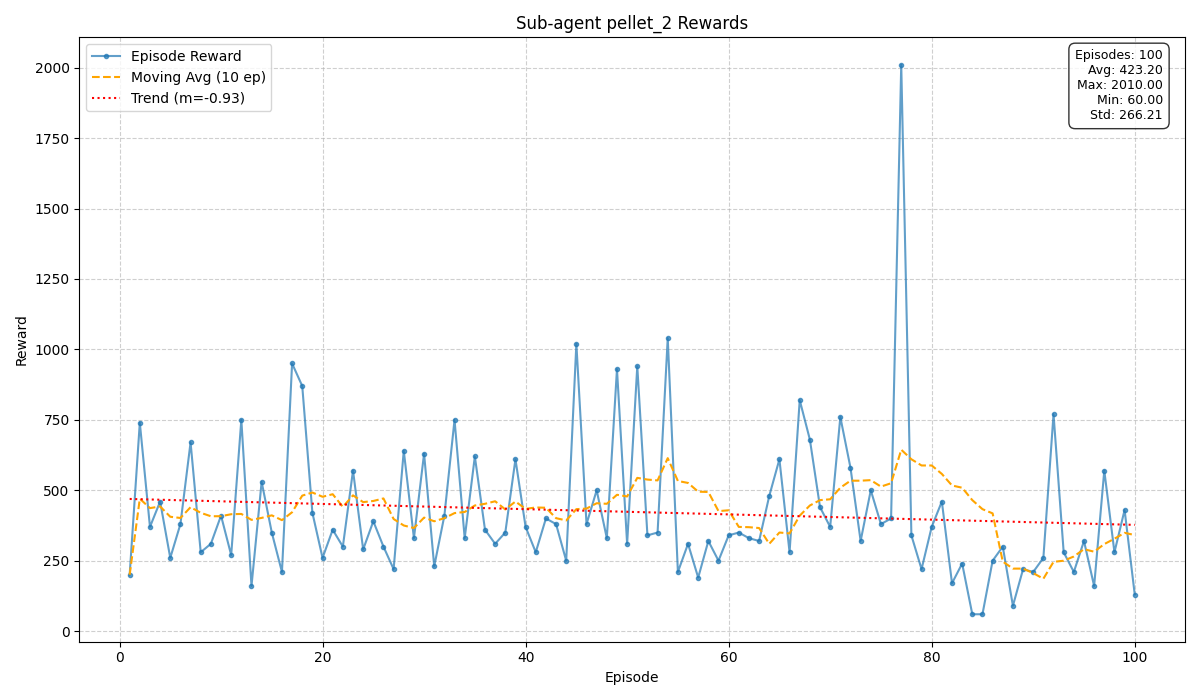 Sub-agent pellet_2 Rewards
Episode Reward
Moving Avg (10 ep)
Trend (m=-0.93)
Episodes: 100
Avg: 423.20
Max: 2010.00
Min: 60.00
Std: 266.21
2000
1750
1500
1250
1000
750
500
250
0
Reward
0 20 40 60 80 100
Episode